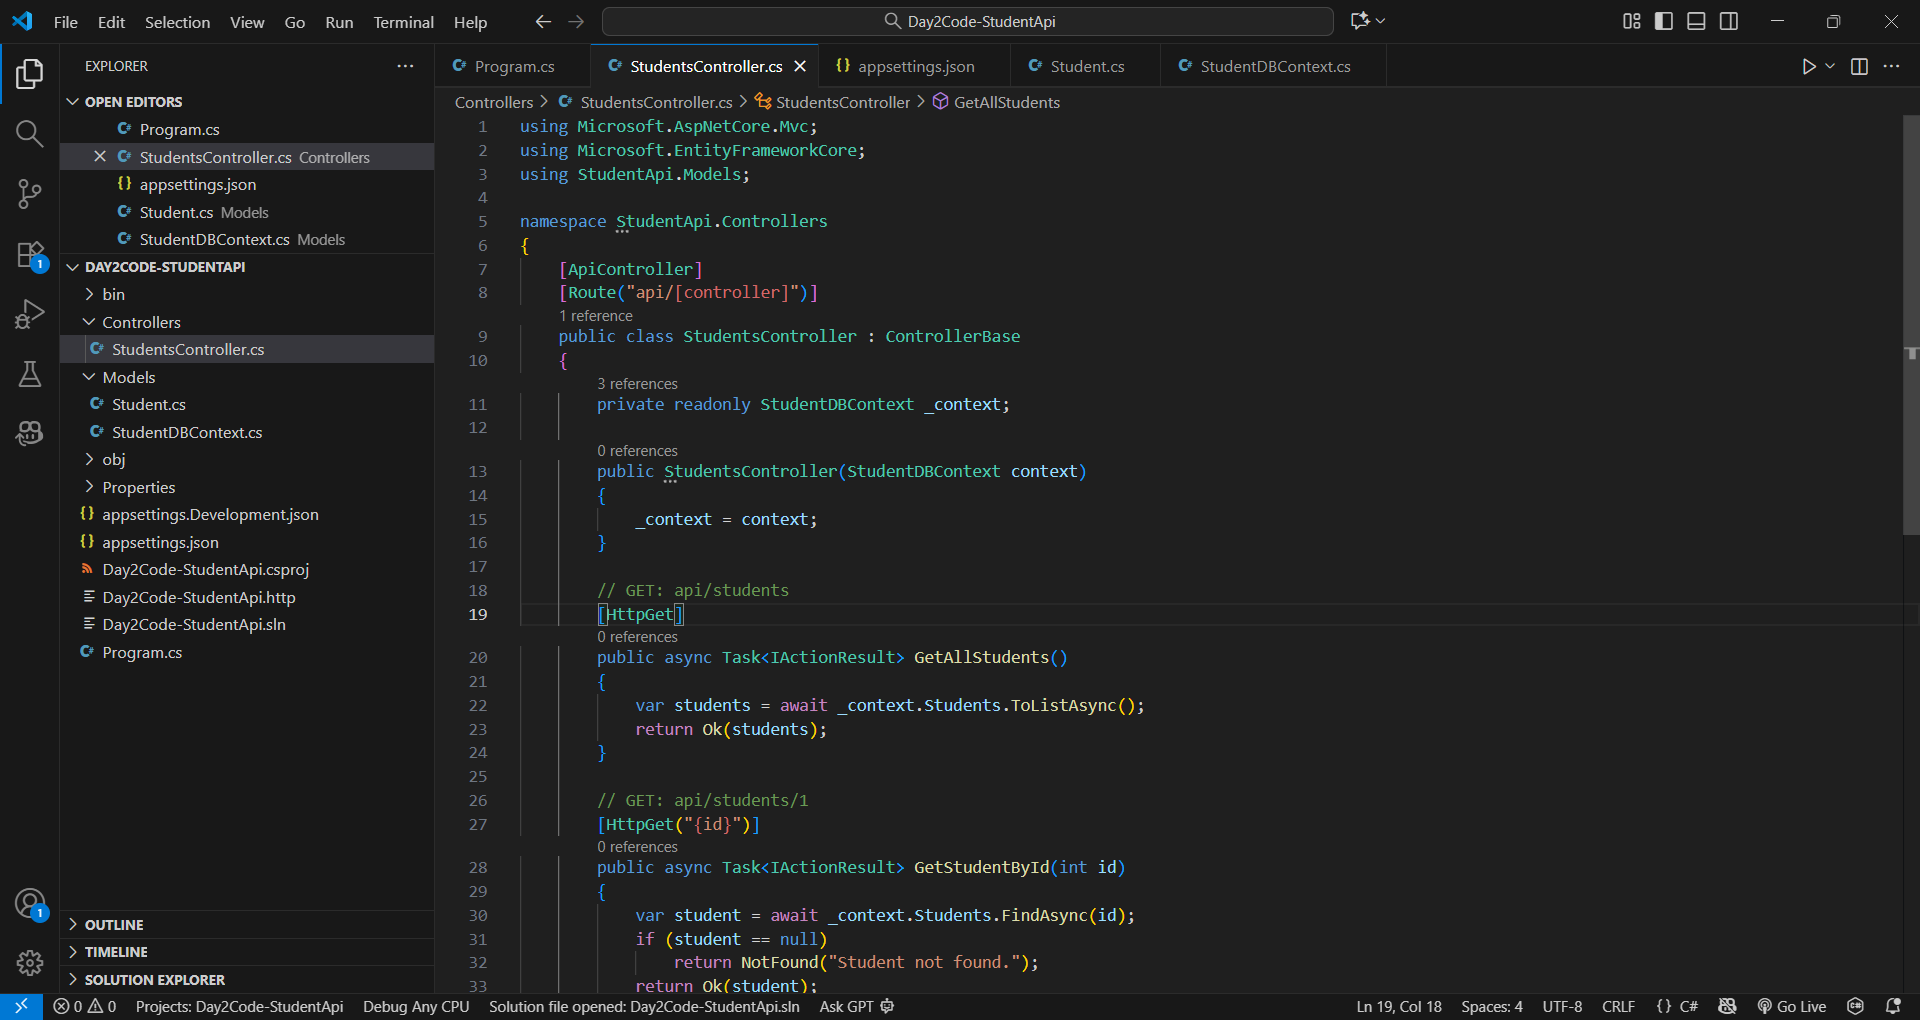 File Edit Selection View Go Run Terminal Help
Day2Code-StudentApi
EXPLORER
OPEN EDITORS
Program.cs
StudentsController.cs Controllers
appsettings.json
Student.cs Models
StudentDBContext.cs Models
DAY2CODE-STUDENTAPI
bin
Controllers
StudentsController.cs
Models
Student.cs
StudentDBContext.cs
obj
Properties
appsettings.Development.json
appsettings.json
Day2Code-StudentApi.csproj
Day2Code-StudentApi.http
Day2Code-StudentApi.sln
Program.cs
OUTLINE
TIMELINE
SOLUTION EXPLORER
1
1
Program.cs StudentsController.cs appsettings.json Student.cs StudentDBContext.cs
Controllers StudentsController.cs StudentsController GetAllStudents
1 using Microsoft.AspNetCore.Mvc;
2 using Microsoft.EntityFrameworkCore;
3 using StudentApi.Models;
4
5 namespace StudentApi.Controllers
6 {
7 [ApiController]
8 [Route("api/[controller]")]
1 reference
9 public class StudentsController : ControllerBase
10 {
3 references
11 private readonly StudentDBContext _context;
12
0 references
13 public StudentsController(StudentDBContext context)
14 {
15 _context = context;
16 }
17
18 // GET: api/students
19 [HttpGet]
0 references
20 public async Task<IActionResult> GetAllStudents()
21 {
22 var students = await _context.Students.ToListAsync();
23 return Ok(students);
24 }
25
26 // GET: api/students/1
27 [HttpGet("{id}")]
0 references
28 public async Task<IActionResult> GetStudentById(int id)
29 {
30 var student = await _context.Students.FindAsync(id);
31 if (student == null)
32 return NotFound("Student not found.");
33 return Ok(student);
0 0 Projects: Day2Code-StudentApi Debug Any CPU Solution file opened: Day2Code-StudentApi.sln Ask GPT Ln 19, Col 18 Spaces: 4 UTF-8 CRLF {} C# Go Live